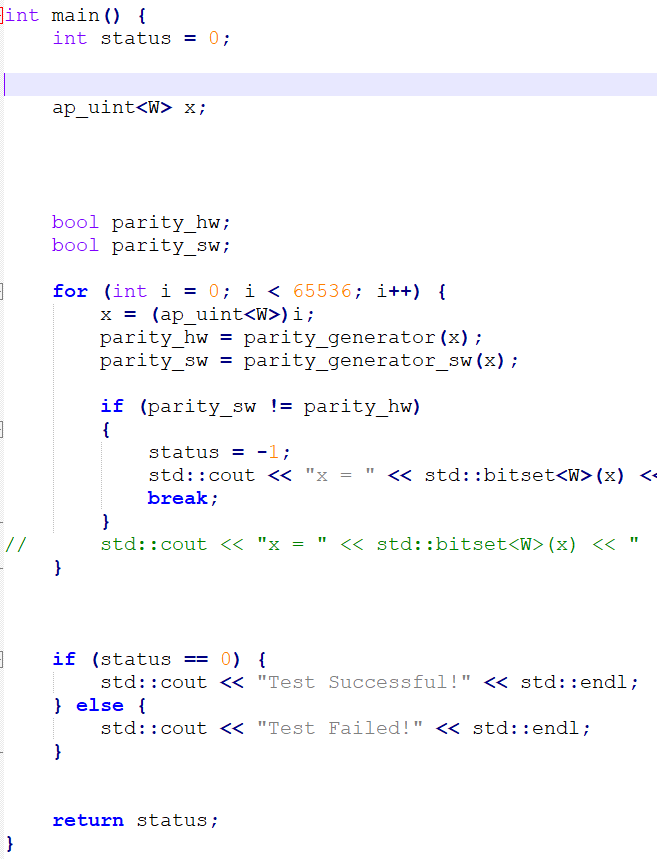 int main() {
    int status = 0;
    ap_uint<W> x;
    bool parity_hw;
    bool parity_sw;
    for (int i = 0; i < 65536; i++) {
        x = (ap_uint<W>)i;
        parity_hw = parity_generator(x);
        parity_sw = parity_generator_sw(x);
        if (parity_sw != parity_hw)
        {
            status = -1;
            std::cout << "x = " << std::bitset<W>(x) <<
            break;
        }
//      std::cout << "x = " << std::bitset<W>(x) << "
    }
    if (status == 0) {
        std::cout << "Test Successful!" << std::endl;
    } else {
        std::cout << "Test Failed!" << std::endl;
    }
    return status;
}